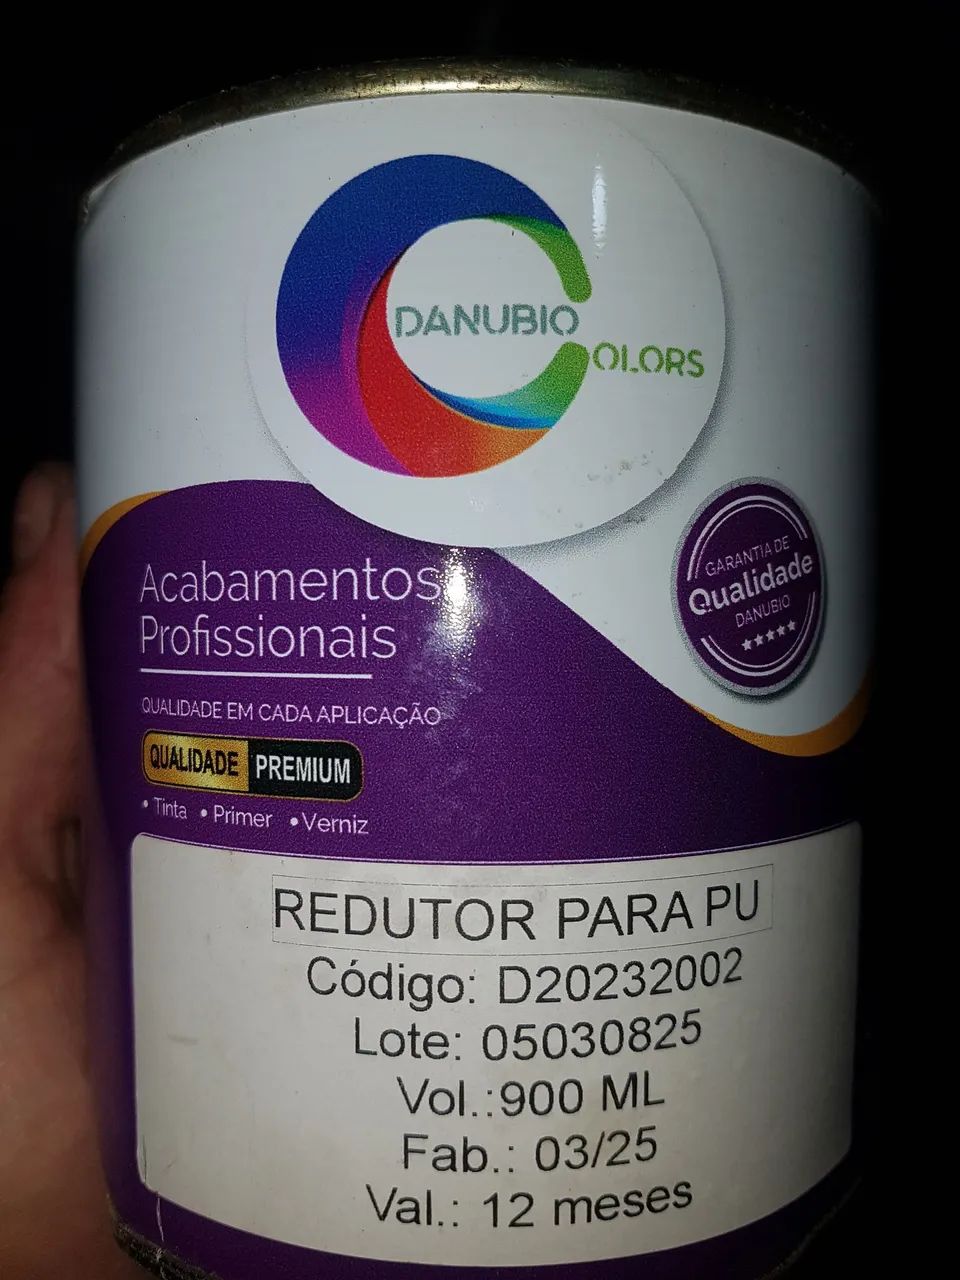 DANUBIO
COLORS
GARANTIA DE
Qualidade
DANUBIO
Acabamentos
Profissionais
QUALIDADE EM CADA APLICAÇÃO
QUALIDADE PREMIUM
• Tinta • Primer • Verniz
REDUTOR PARA PU
Código: D20232002
Lote: 05030825
Vol.:900 ML
Fab.: 03/25
Val.: 12 meses